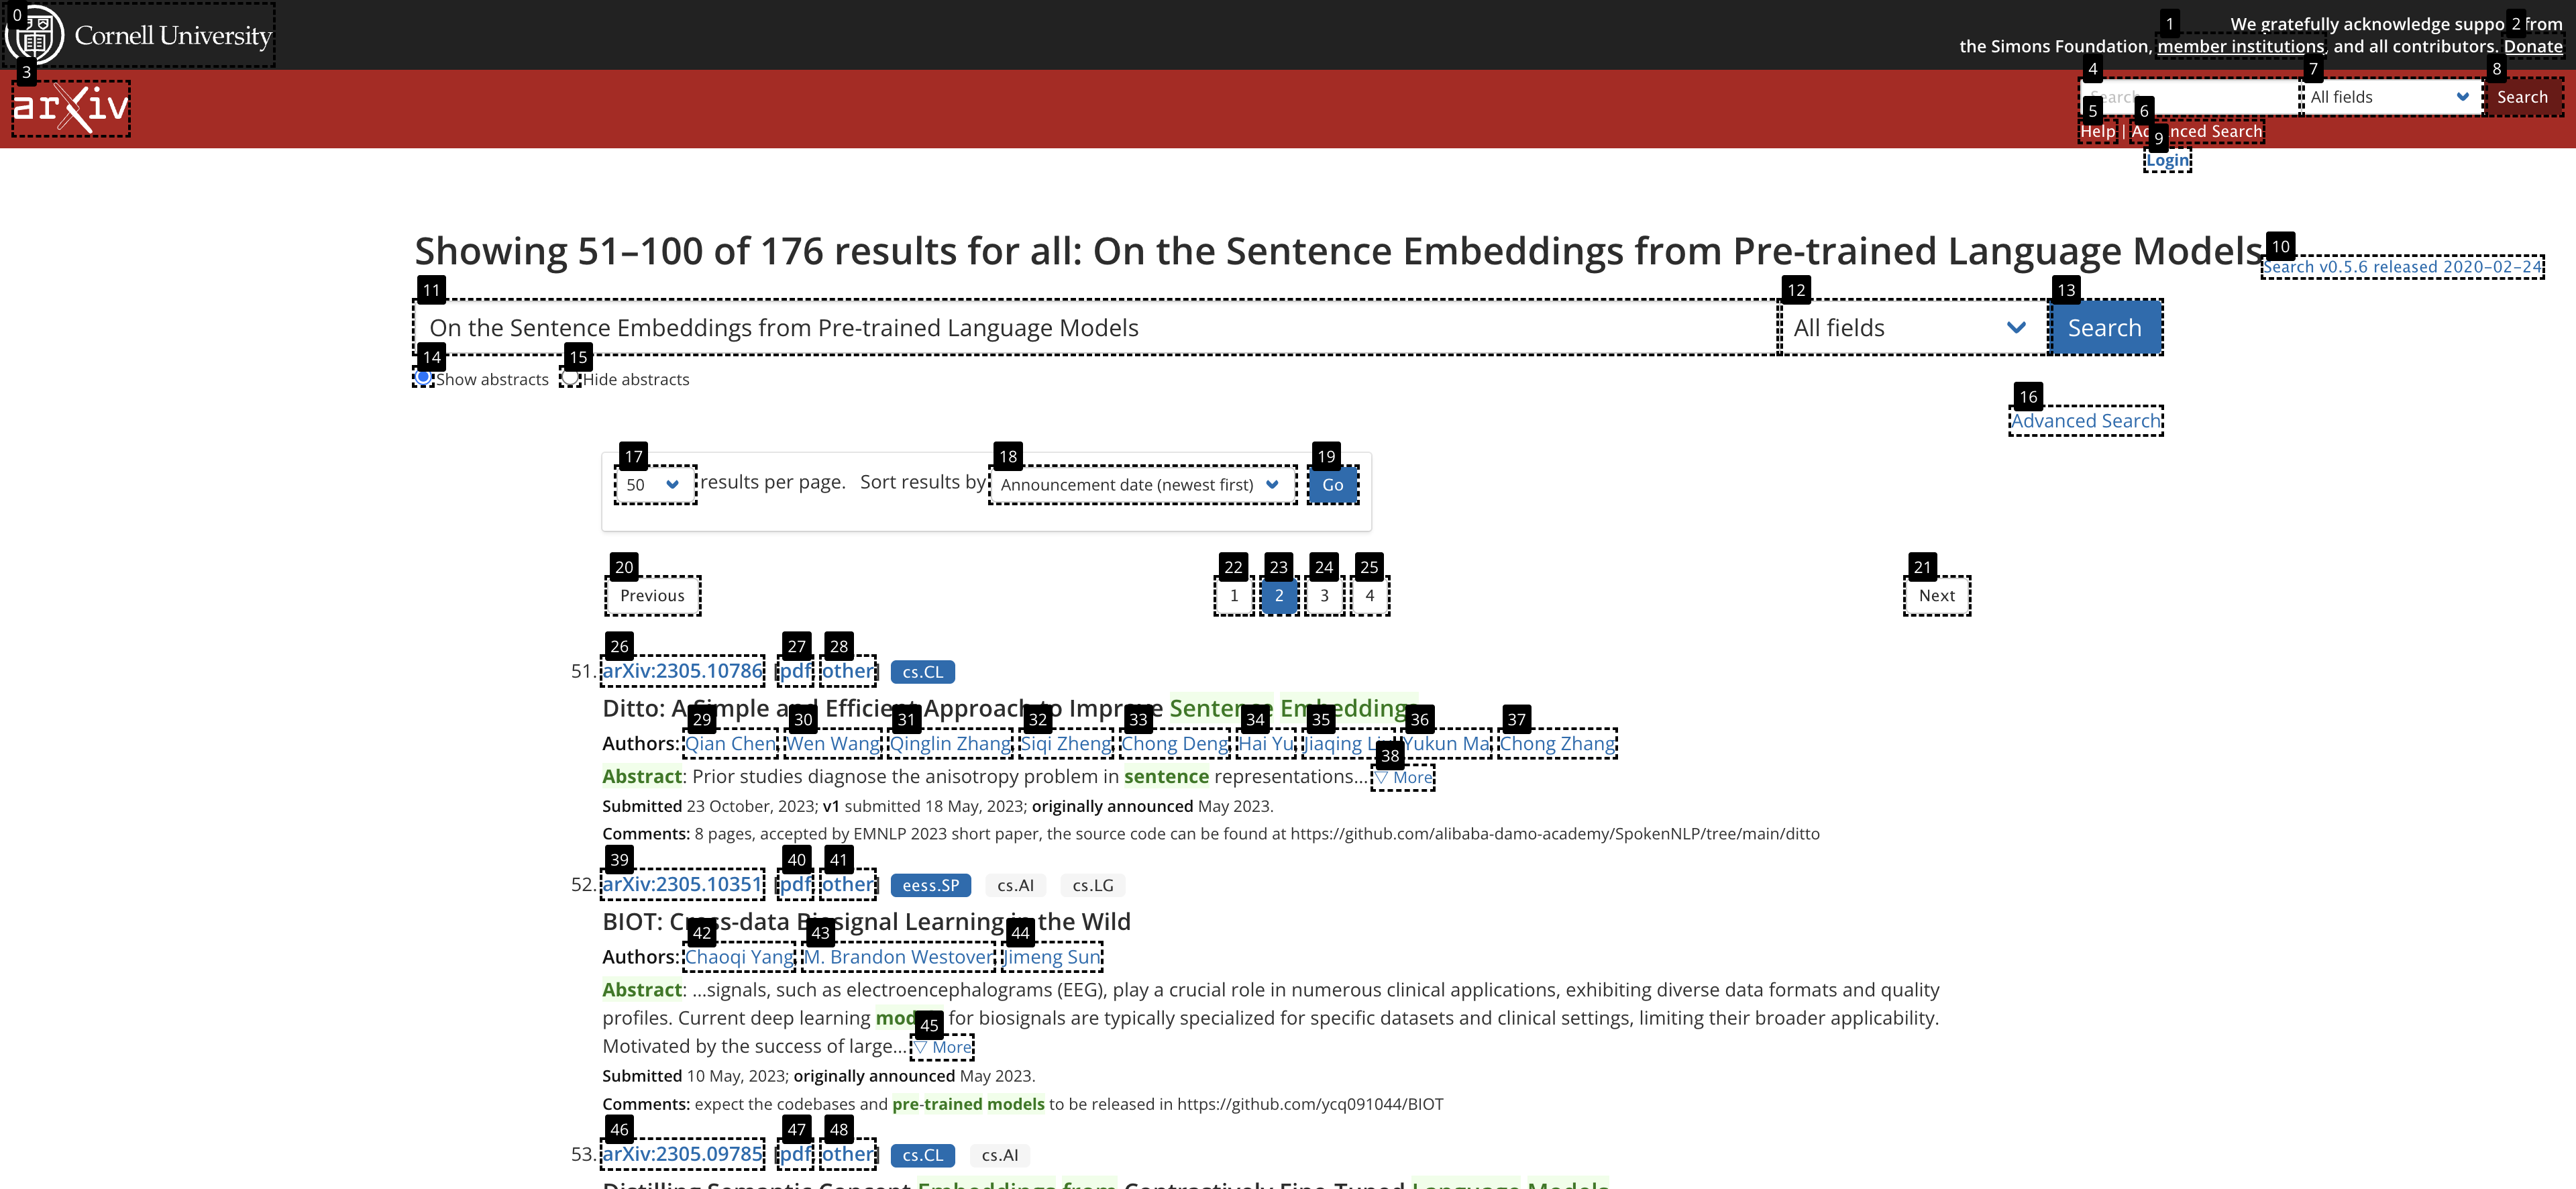 0
Cornell University
1
2
We gratefully acknowledge support from
the Simons Foundation, member institutions, and all contributors. Donate
3
arXiv
4
Search
7
All fields
8
Search
5
6
Help | Advanced Search
9
Login
Showing 51–100 of 176 results for all: On the Sentence Embeddings from Pre-trained Language Models
10
Search v0.5.6 released 2020-02-24
11
12
13
On the Sentence Embeddings from Pre-trained Language Models
All fields
Search
14
15
Show abstracts
Hide abstracts
16
Advanced Search
17
18
19
50
results per page. Sort results by
Announcement date (newest first)
Go
20
22
23
24
25
21
Previous
1
2
3
4
Next
26
27
28
51. arXiv:2305.10786 [pdf, other] cs.CL
Ditto: A Simple and Efficient Approach to Improve Sentence Embeddings
29
30
31
32
33
34
35
36
37
Authors: Qian Chen, Wen Wang, Qinglin Zhang, Siqi Zheng, Chong Deng, Hai Yu, Jiaqing Liu, Yukun Ma, Chong Zhang
38
Abstract: Prior studies diagnose the anisotropy problem in sentence representations… ▽ More
Submitted 23 October, 2023; v1 submitted 18 May, 2023; originally announced May 2023.
Comments: 8 pages, accepted by EMNLP 2023 short paper, the source code can be found at https://github.com/alibaba-damo-academy/SpokenNLP/tree/main/ditto
39
40
41
52. arXiv:2305.10351 [pdf, other] eess.SP cs.AI cs.LG
BIOT: Cross-data Biosignal Learning in the Wild
42
43
44
Authors: Chaoqi Yang, M. Brandon Westover, Jimeng Sun
Abstract: …signals, such as electroencephalograms (EEG), play a crucial role in numerous clinical applications, exhibiting diverse data formats and quality
profiles. Current deep learning models for biosignals are typically specialized for specific datasets and clinical settings, limiting their broader applicability.
45
Motivated by the success of large… ▽ More
Submitted 10 May, 2023; originally announced May 2023.
Comments: expect the codebases and pre-trained models to be released in https://github.com/ycq091044/BIOT
46
47
48
53. arXiv:2305.09785 [pdf, other] cs.CL cs.AI
Distilling Semantic Concept Embeddings from Contrastively Fine-Tuned Language Models